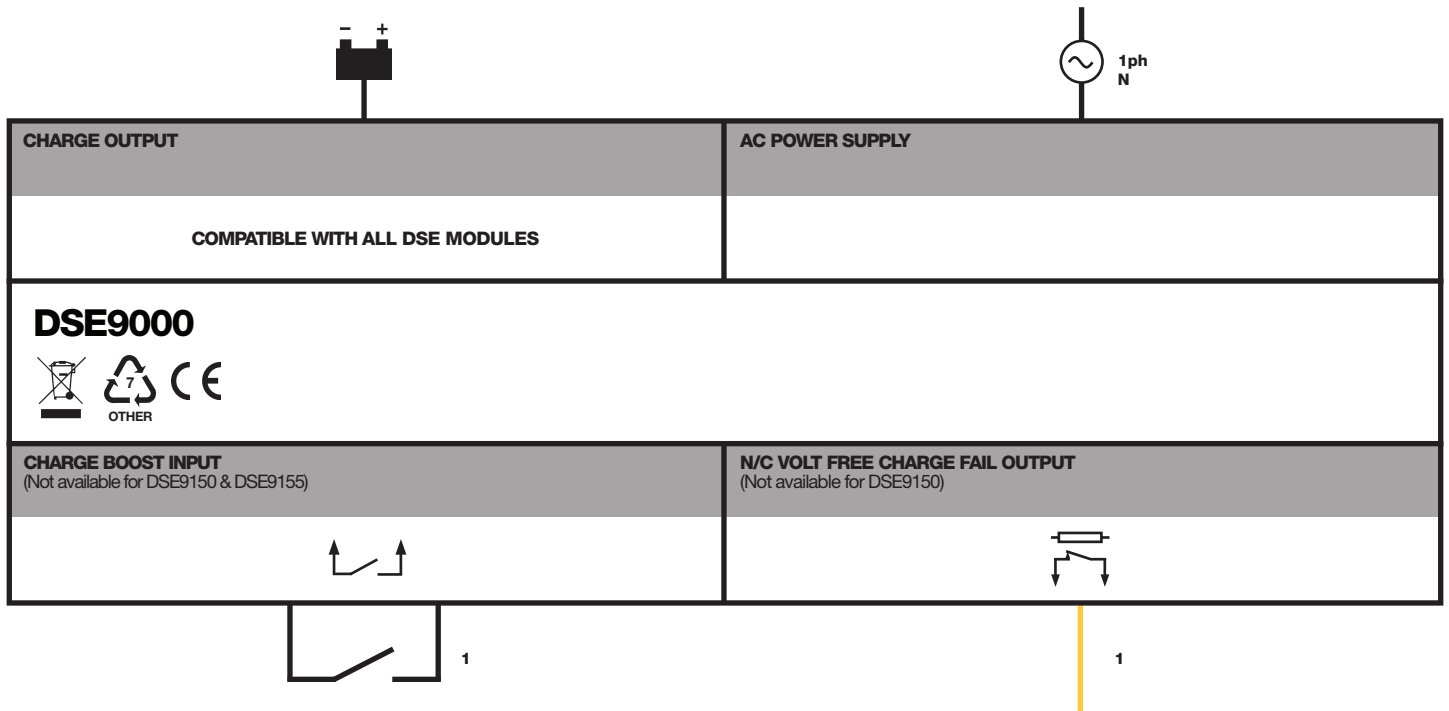 − +
1ph
N
CHARGE OUTPUT
AC POWER SUPPLY
COMPATIBLE WITH ALL DSE MODULES
DSE9000
7
OTHER
CE
CHARGE BOOST INPUT
(Not available for DSE9150 & DSE9155)
N/C VOLT FREE CHARGE FAIL OUTPUT
(Not available for DSE9150)
1
1